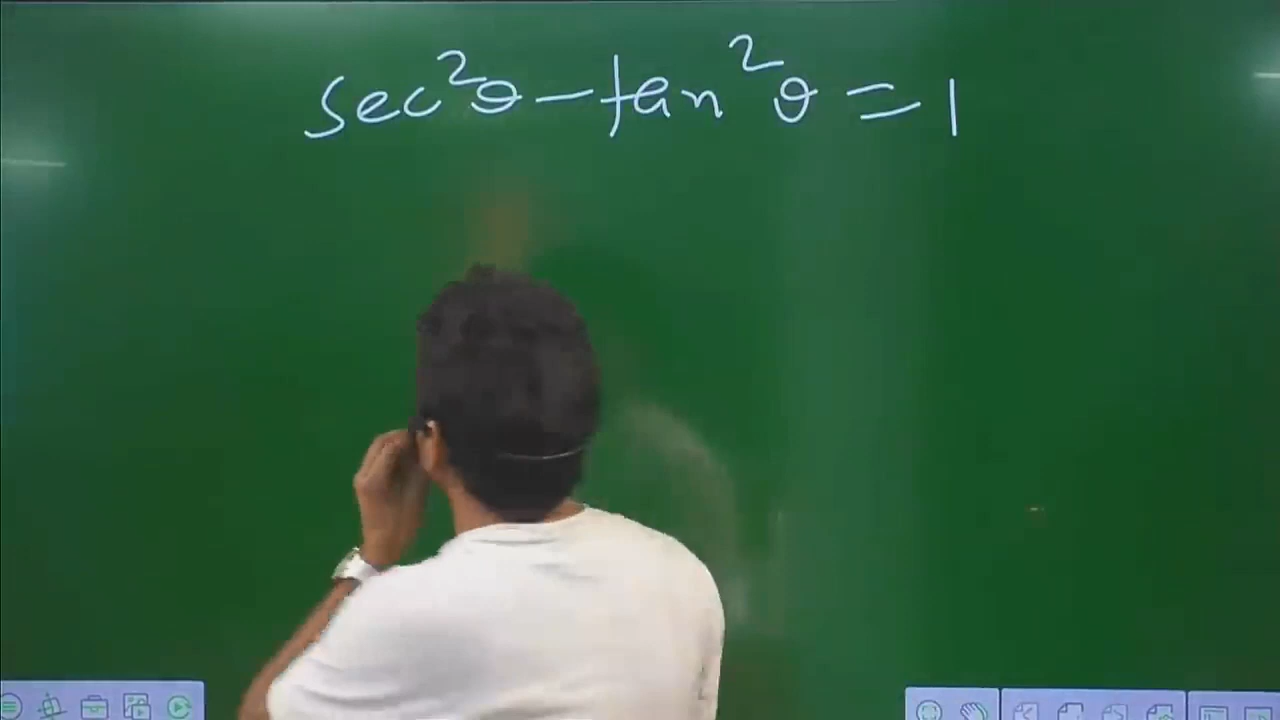 sec²θ – tan²θ = 1